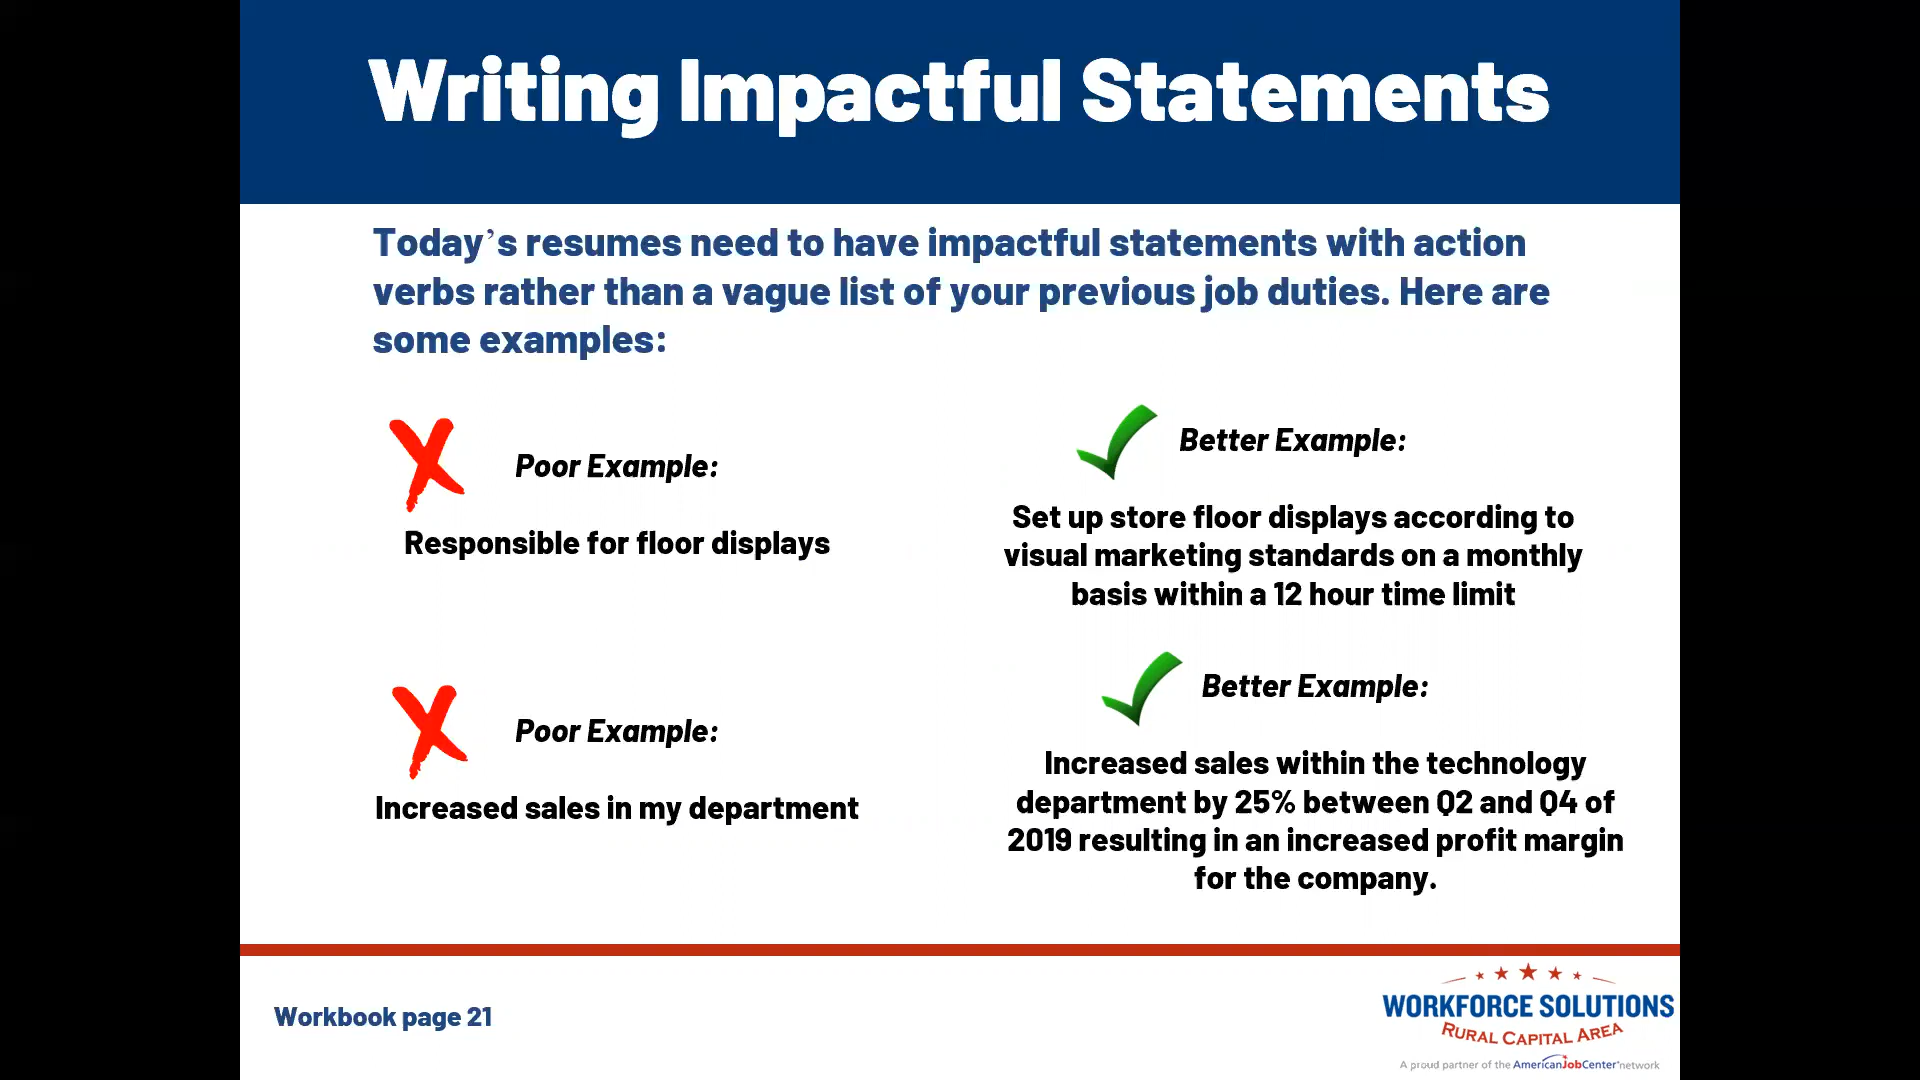 Writing Impactful Statements
Today’s resumes need to have impactful statements with action
verbs rather than a vague list of your previous job duties. Here are
some examples:
Poor Example:
Responsible for floor displays
Better Example:
Set up store floor displays according to
visual marketing standards on a monthly
basis within a 12 hour time limit
Poor Example:
Increased sales in my department
Better Example:
Increased sales within the technology
department by 25% between Q2 and Q4 of
2019 resulting in an increased profit margin
for the company.
Workbook page 21
WORKFORCE SOLUTIONS
RURAL CAPITAL AREA
A proud partner of the AmericanJobCenter network